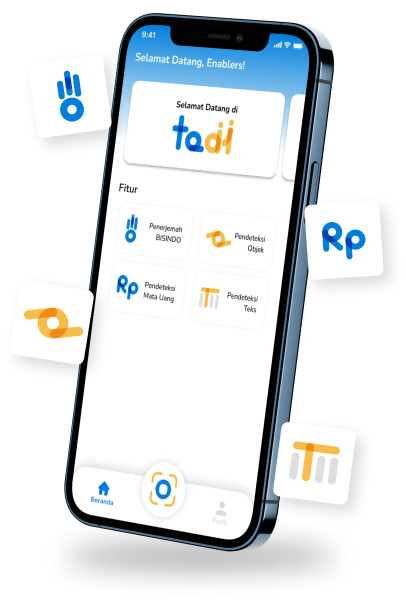 9:41
Selamat Datang, Enablers!
Selamat Datang di
tadi
Fitur
Penerjemah
BISINDO
Pendeteksi
Objek
Rp
Pendeteksi
Mata Uang
Pendeteksi
Teks
Rp
Beranda
Profil